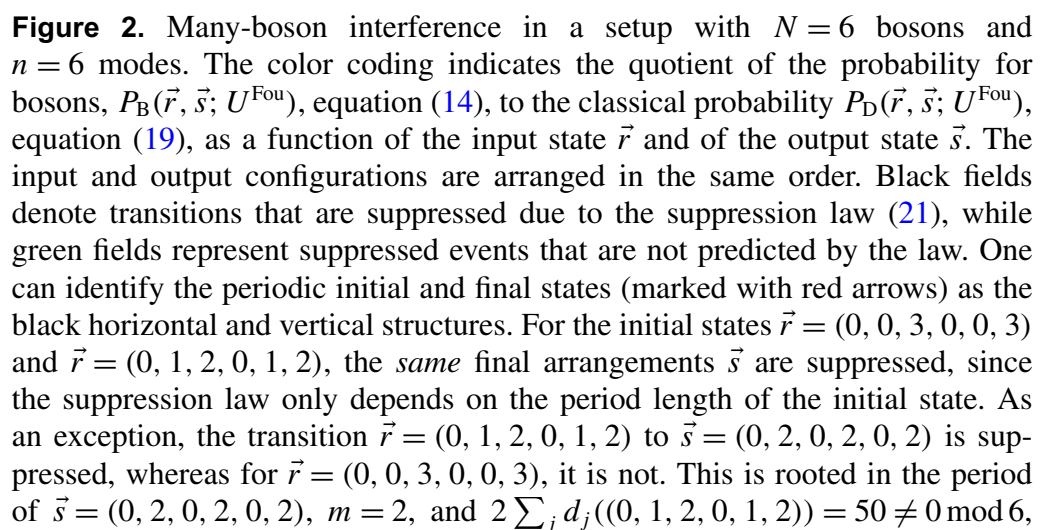 Figure 2. Many-boson interference in a setup with N = 6 bosons and
n = 6 modes. The color coding indicates the quotient of the probability for
bosons, P_B(r⃗, s⃗; U^Fou), equation (14), to the classical probability P_D(r⃗, s⃗; U^Fou),
equation (19), as a function of the input state r⃗ and of the output state s⃗. The
input and output configurations are arranged in the same order. Black fields
denote transitions that are suppressed due to the suppression law (21), while
green fields represent suppressed events that are not predicted by the law. One
can identify the periodic initial and final states (marked with red arrows) as the
black horizontal and vertical structures. For the initial states r⃗ = (0, 0, 3, 0, 0, 3)
and r⃗ = (0, 1, 2, 0, 1, 2), the same final arrangements s⃗ are suppressed, since
the suppression law only depends on the period length of the initial state. As
an exception, the transition r⃗ = (0, 1, 2, 0, 1, 2) to s⃗ = (0, 2, 0, 2, 0, 2) is sup-
pressed, whereas for r⃗ = (0, 0, 3, 0, 0, 3), it is not. This is rooted in the period
of s⃗ = (0, 2, 0, 2, 0, 2), m = 2, and 2 ∑_j d_j((0, 1, 2, 0, 1, 2)) = 50 ≠ 0 mod 6,